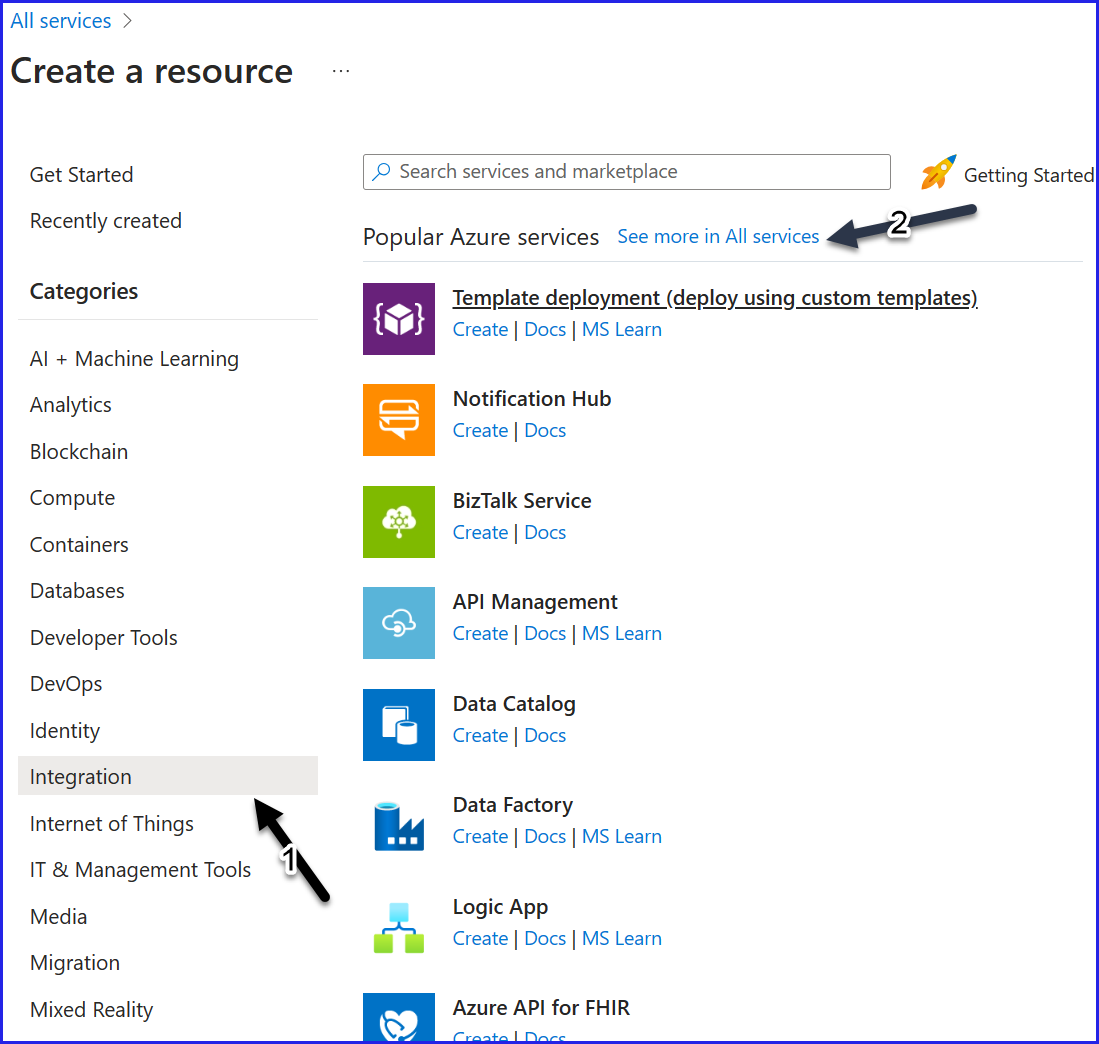 All services >
Create a resource ...
Get Started
Recently created
Categories
AI + Machine Learning
Analytics
Blockchain
Compute
Containers
Databases
Developer Tools
DevOps
Identity
Integration
1
Internet of Things
IT & Management Tools
Media
Migration
Mixed Reality
Search services and marketplace
Getting Started
Popular Azure services See more in All services
2
Template deployment (deploy using custom templates)
Create | Docs | MS Learn
Notification Hub
Create | Docs
BizTalk Service
Create | Docs
API Management
Create | Docs | MS Learn
Data Catalog
Create | Docs
Data Factory
Create | Docs | MS Learn
Logic App
Create | Docs | MS Learn
Azure API for FHIR
Create | Docs